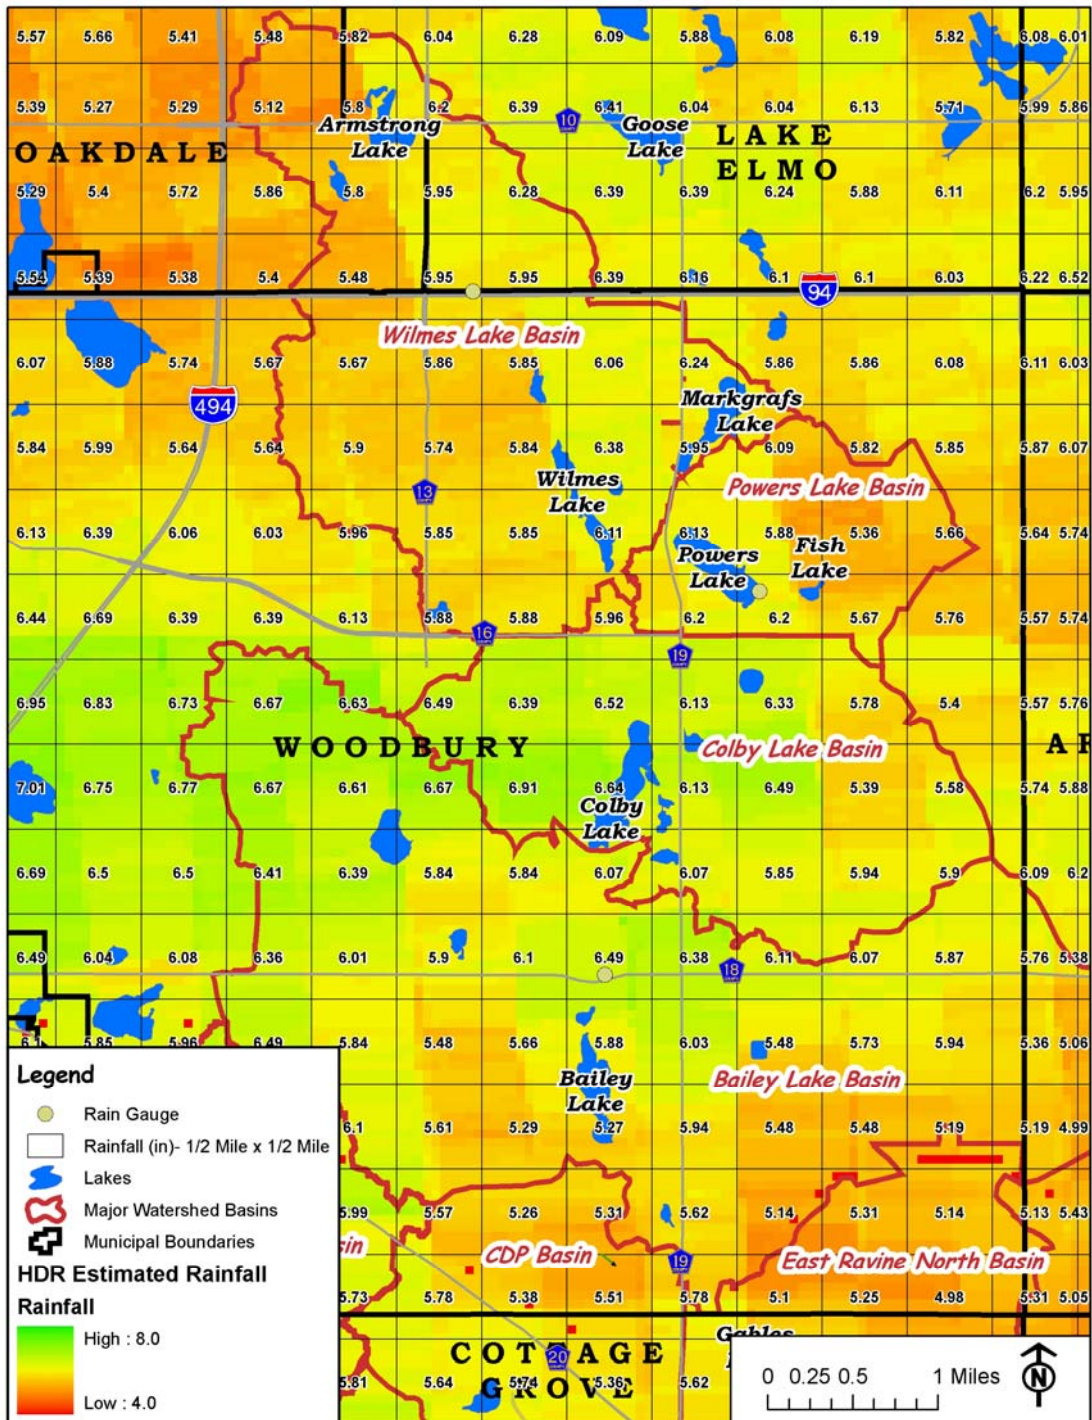 5.57 5.66 5.41 5.48 5.82 6.04 6.28 6.09 5.88 6.08 6.19 5.82 6.08 6.01
5.39 5.27 5.29 5.12 5.8 6.2 6.39 6.41 6.04 6.04 6.13 5.71 5.99 5.86
10
Armstrong
Lake
Goose
Lake
LAKE
ELMO
OAKDALE
5.29 5.4 5.72 5.86 5.8 5.95 6.28 6.39 6.39 6.24 5.88 6.11 6.2 5.95
5.54 5.39 5.38 5.4 5.48 5.95 5.95 6.39 6.16 6.1 6.1 6.03 6.22 6.52
94
Wilmes Lake Basin
6.07 5.88 5.74 5.67 5.67 5.86 5.85 6.06 6.24 5.86 5.86 6.08 6.11 6.03
494
Markgrafs
Lake
5.84 5.99 5.64 5.64 5.9 5.74 5.84 6.38 5.95 6.09 5.82 5.85 5.87 6.07
13
Wilmes
Lake
Powers Lake Basin
6.13 6.39 6.06 6.03 5.96 5.85 5.85 6.11 6.13 5.88 5.36 5.66 5.64 5.74
Powers
Lake
Fish
Lake
6.44 6.69 6.39 6.39 6.13 5.88 5.88 5.96 6.2 6.2 5.67 5.76 5.57 5.74
16
19
6.95 6.83 6.73 6.67 6.63 6.49 6.39 6.52 6.13 6.33 5.78 5.4 5.57 5.76
WOODBURY
Colby Lake Basin
AF
7.01 6.75 6.77 6.67 6.61 6.67 6.91 6.64 6.13 6.49 5.39 5.58 5.74 5.88
Colby
Lake
6.69 6.5 6.5 6.41 6.39 5.84 5.84 6.07 6.07 5.85 5.94 5.9 6.09 6.2
6.49 6.04 6.08 6.36 6.01 5.9 6.1 6.49 6.38 6.11 6.07 5.87 5.76 5.38
18
6.1 5.85 5.96 6.49 5.84 5.48 5.66 5.88 6.03 5.48 5.73 5.94 5.36 5.06
Bailey
Lake
Bailey Lake Basin
6.1 5.61 5.29 5.27 5.94 5.48 5.48 5.19 5.19 4.99
5.99 5.57 5.26 5.31 5.62 5.14 5.31 5.14 5.13 5.43
sin
CDP Basin
19
East Ravine North Basin
5.73 5.78 5.38 5.51 5.78 5.1 5.25 4.98 5.31 5.05
Gables
COTTAGE
20
GROVE
5.81 5.64 5.74 5.36 5.62
Legend
Rain Gauge
Rainfall (in)- 1/2 Mile x 1/2 Mile
Lakes
Major Watershed Basins
Municipal Boundaries
HDR Estimated Rainfall
Rainfall
High : 8.0
Low : 4.0
0 0.25 0.5 1 Miles
N